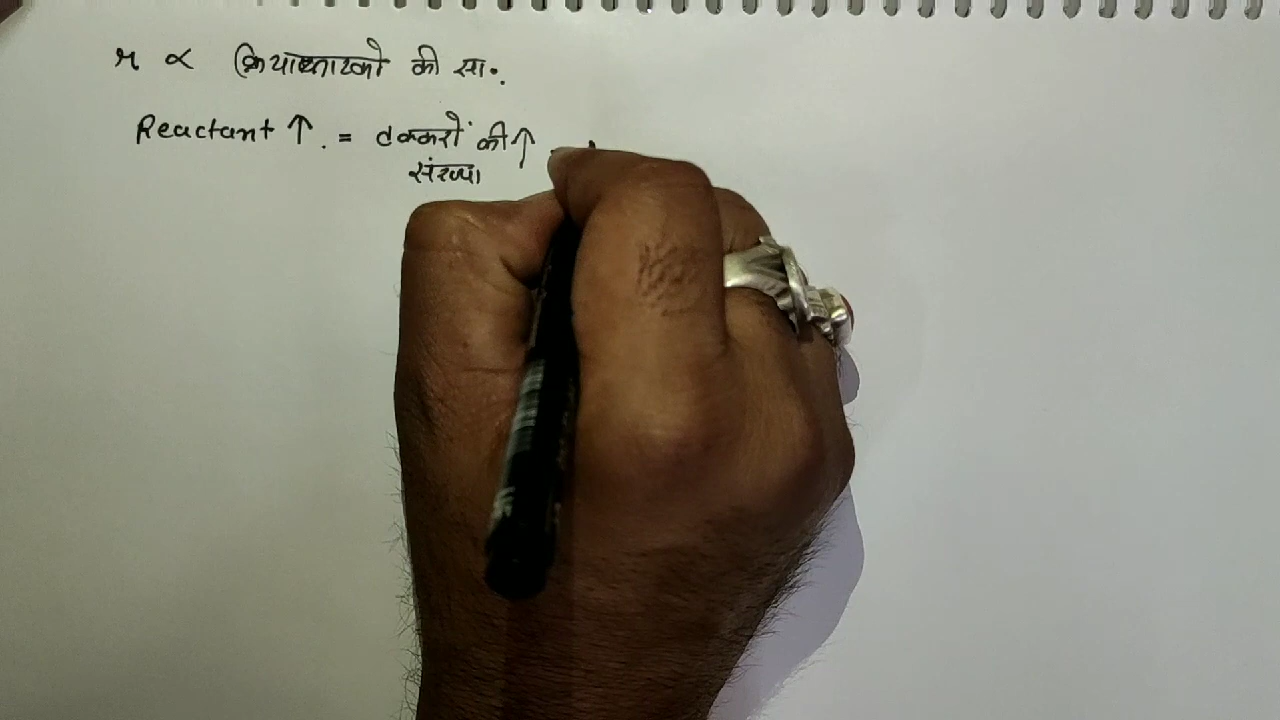 r ∝ क्रियाकारको की सा.
Reactant ↑. = टक्करों की ↑
संख्या